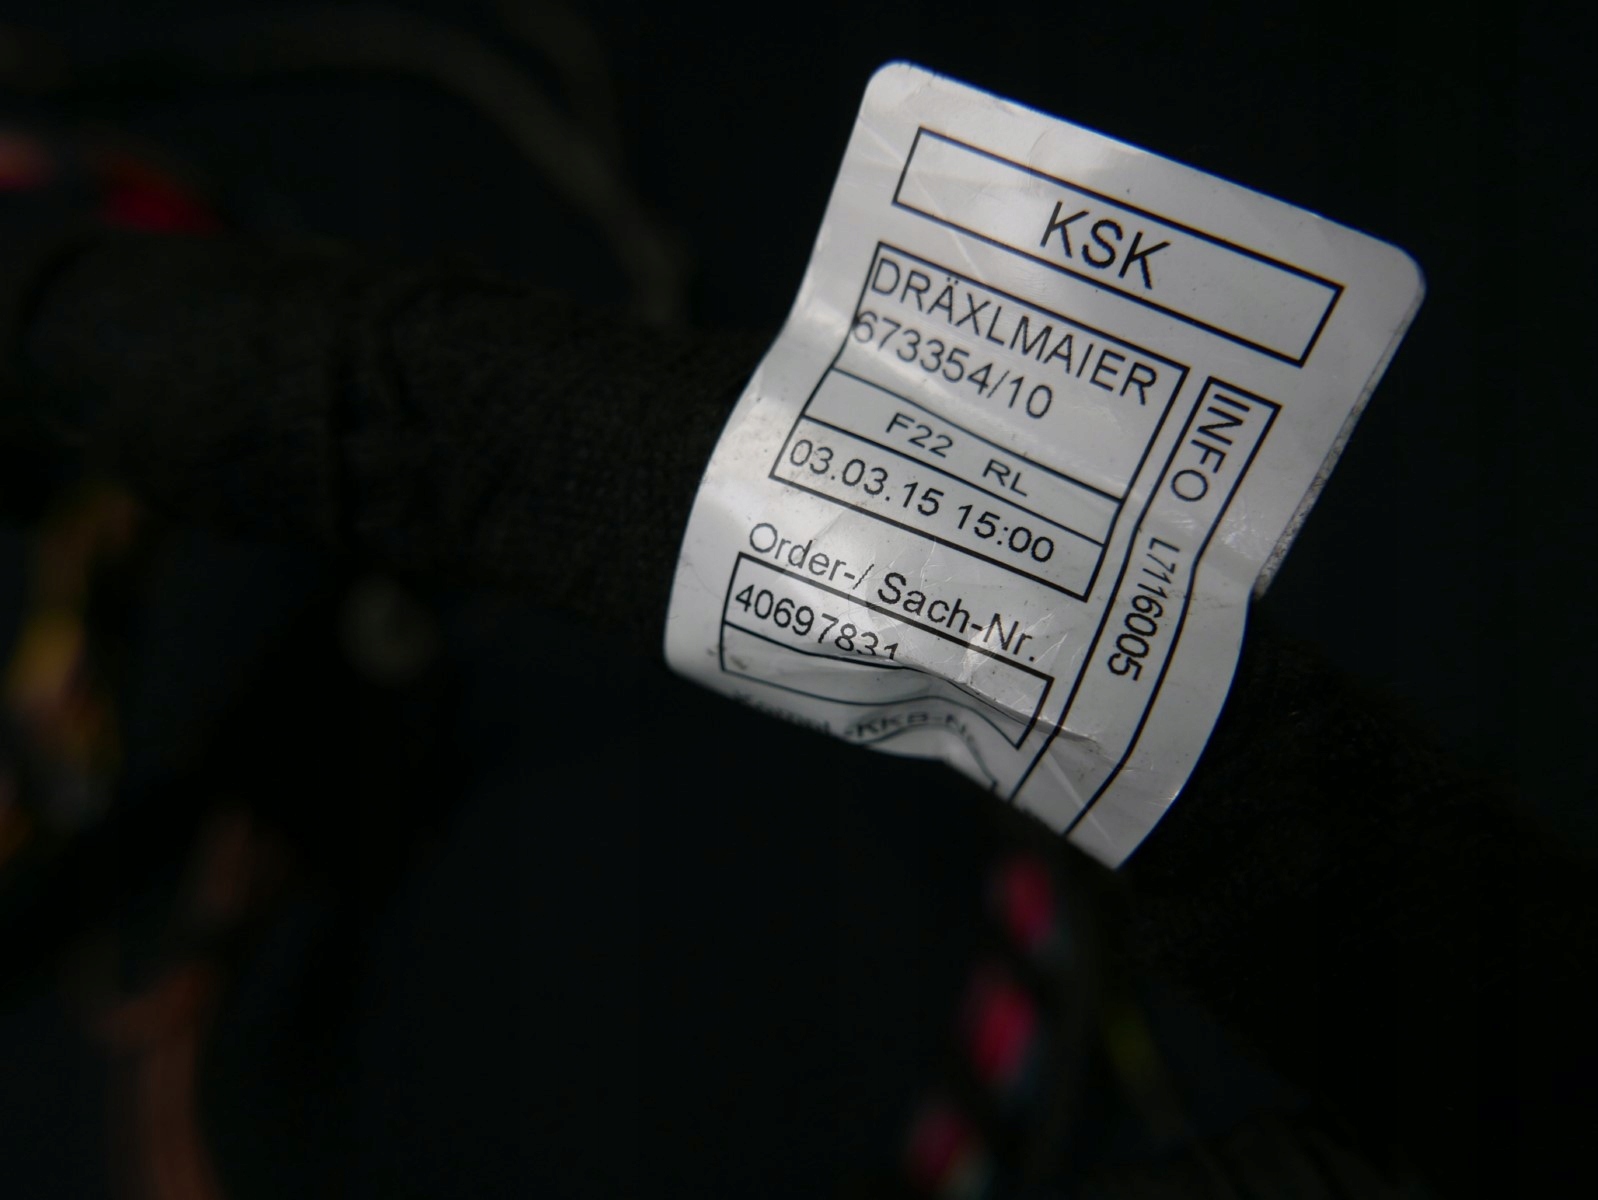 KSK
DRÄXLMAIER
673354/10
F22 RL
03.03.15 15:00
Order-/ Sach-Nr.
40697831
INFO L7116005